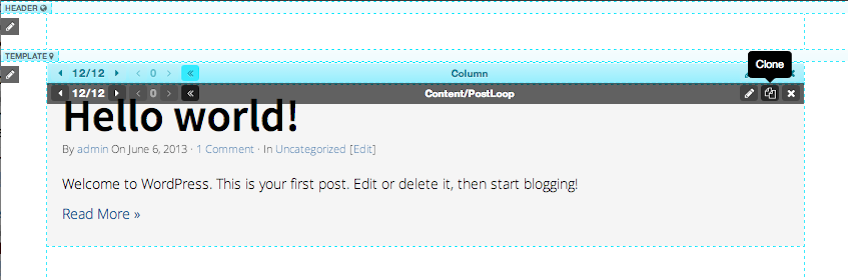 HEADER
TEMPLATE
Clone
12/12 0 « Column
12/12 0 « Content/PostLoop
Hello world!
By admin On June 6, 2013 · 1 Comment · In Uncategorized [Edit]
Welcome to WordPress. This is your first post. Edit or delete it, then start blogging!
Read More »